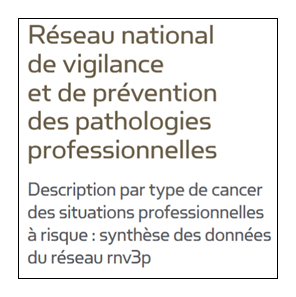 Réseau national
de vigilance
et de prévention
des pathologies
professionnelles
Description par type de cancer
des situations professionnelles
à risque : synthèse des données
du réseau rnv3p